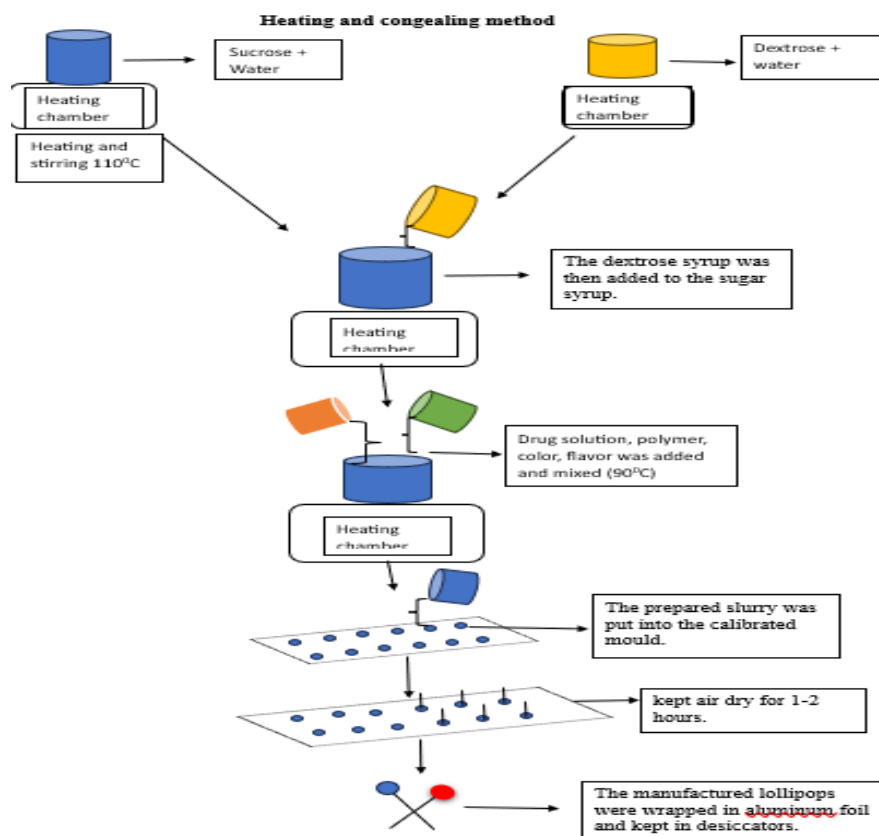 Heating and congealing method
Sucrose +
Water
Dextrose +
water
Heating
chamber
Heating
chamber
Heating and
stirring 110⁰C
The dextrose syrup was
then added to the sugar
syrup.
Heating
chamber
Drug solution, polymer,
color, flavor was added
and mixed (90⁰C)
Heating
chamber
The prepared slurry was
put into the calibrated
mould.
kept air dry for 1-2
hours.
The manufactured lollipops
were wrapped in aluminum foil
and kept in desiccators.